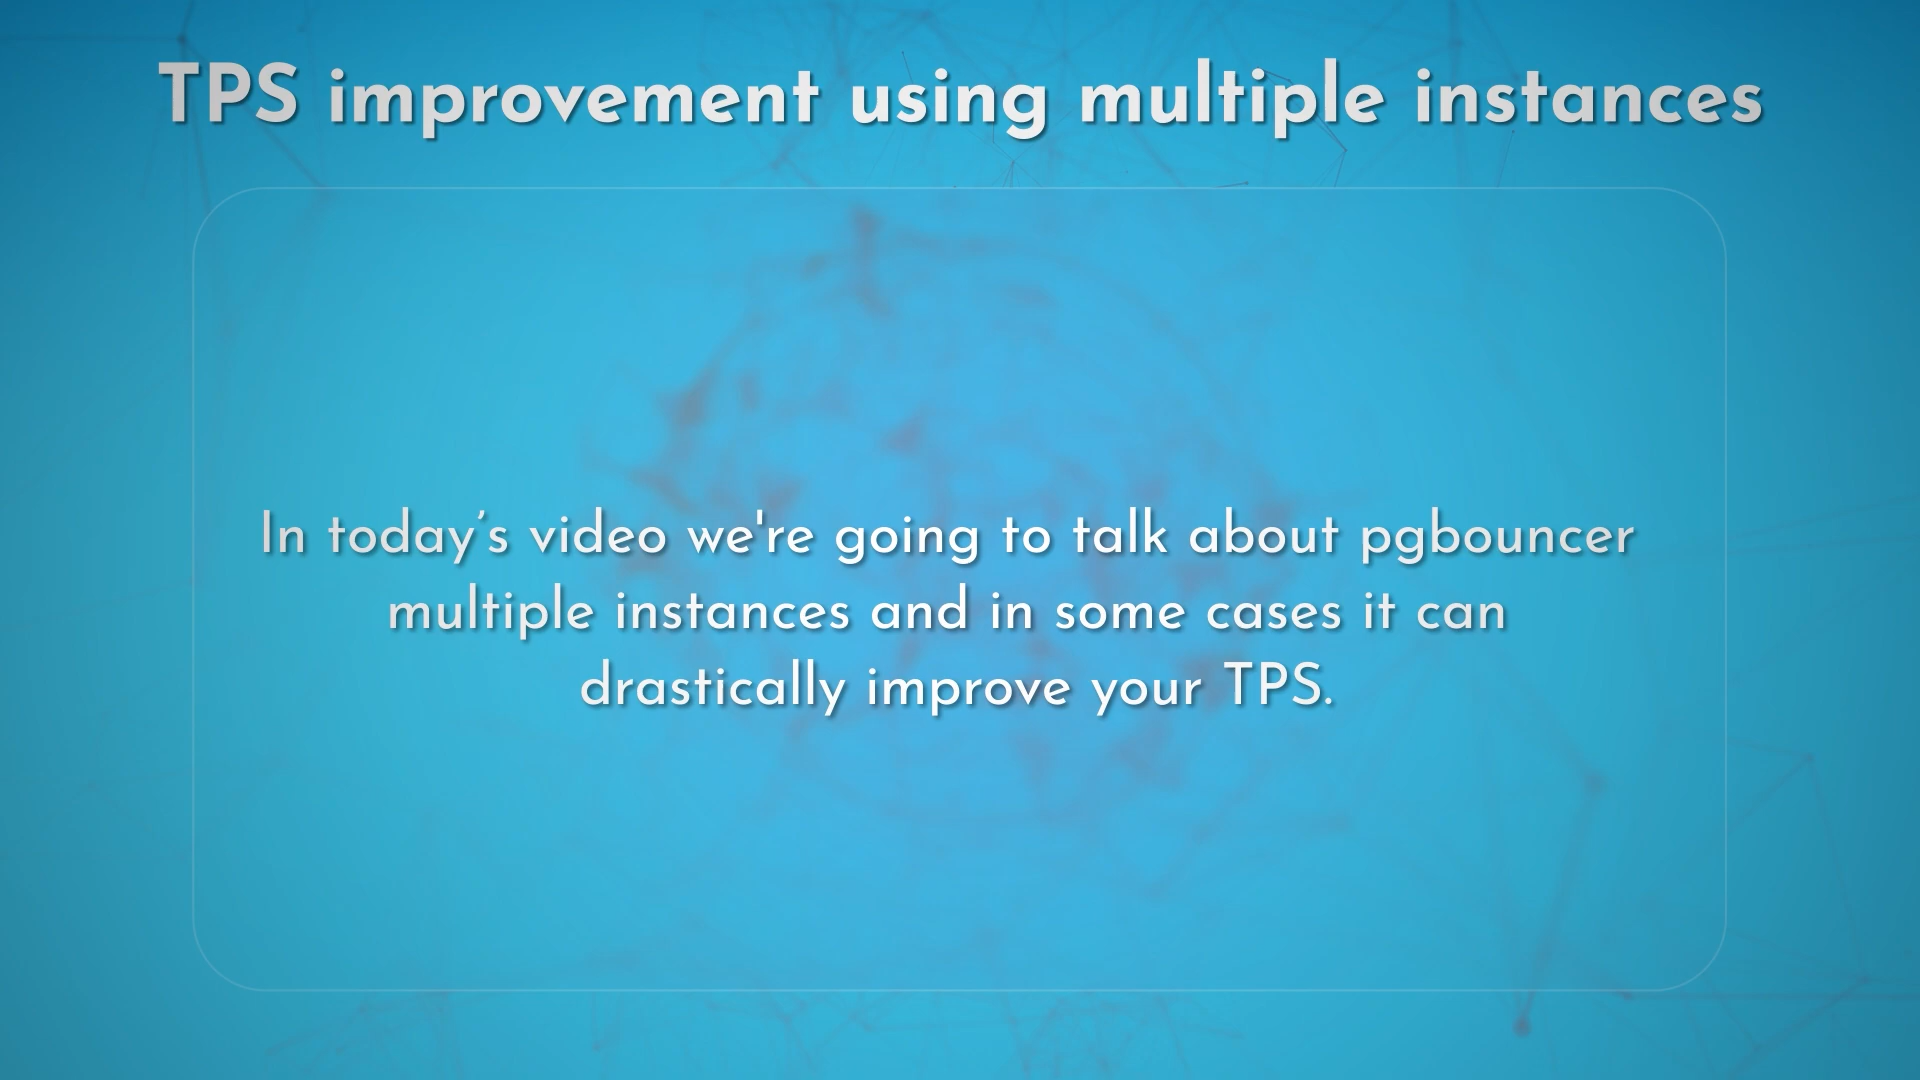 TPS improvement using multiple instances
In today’s video we're going to talk about pgbouncer
multiple instances and in some cases it can
drastically improve your TPS.